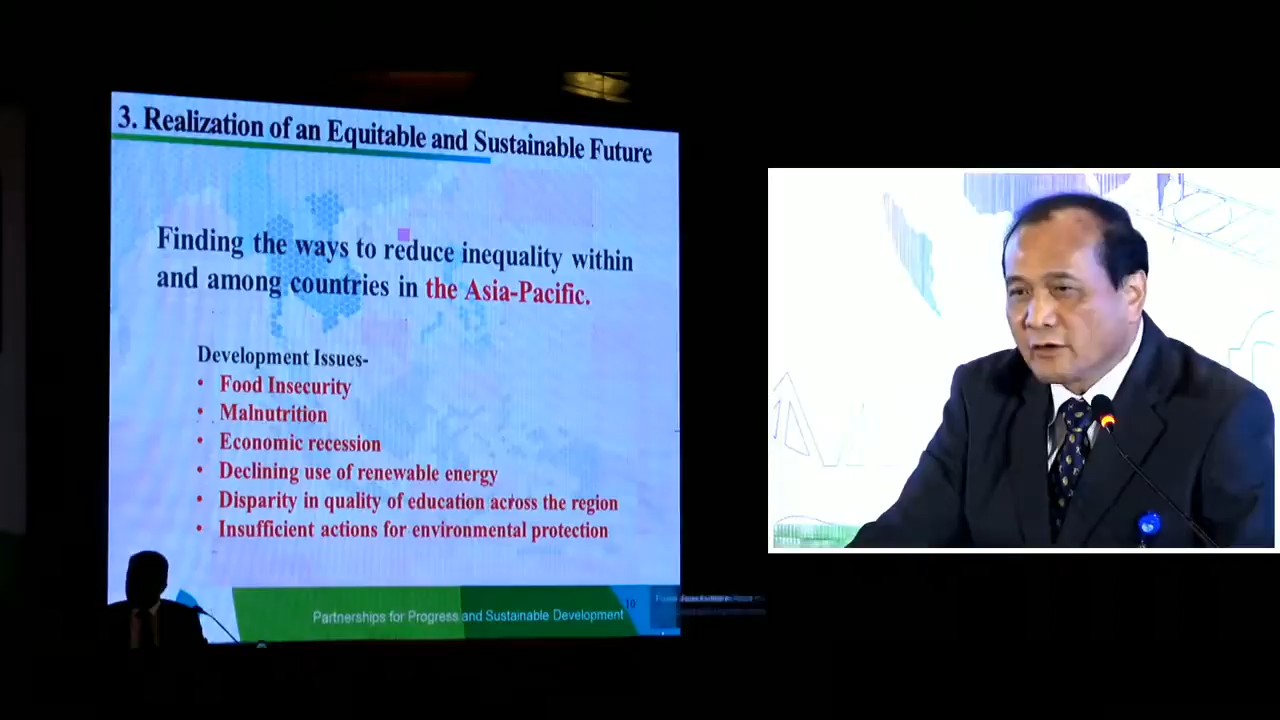 3. Realization of an Equitable and Sustainable Future
Finding the ways to reduce inequality within
and among countries in the Asia-Pacific.
Development Issues-
• Food Insecurity
• Malnutrition
• Economic recession
• Declining use of renewable energy
• Disparity in quality of education across the region
• Insufficient actions for environmental protection
Partnerships for Progress and Sustainable Development
10